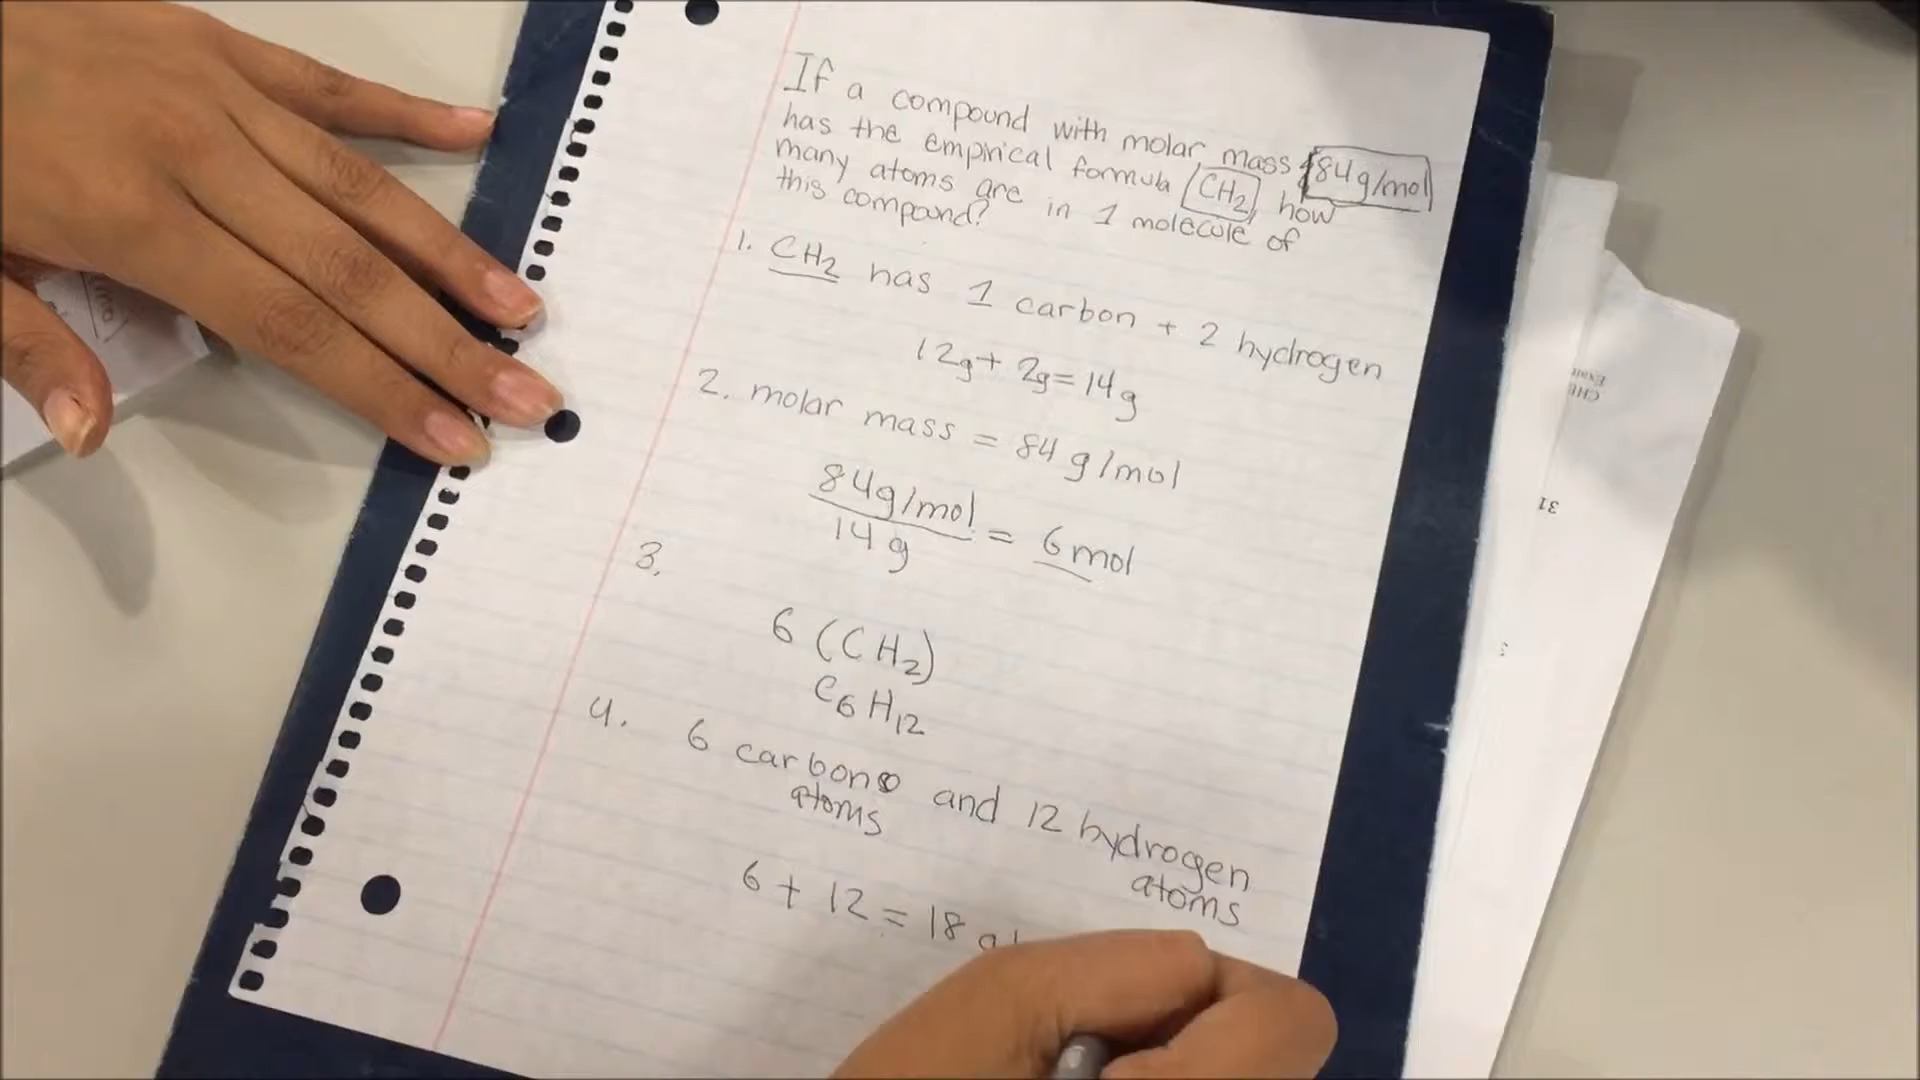 If a compound with molar mass 84g/mol
has the empirical formula CH2, how
many atoms are in 1 molecule of
this compound?
1. CH2 has 1 carbon + 2 hydrogen
12g + 2g = 14g
2. molar mass = 84 g/mol
84g/mol
14 g
= 6 mol
3.
6 (CH2)
C6H12
4. 6 carbon and 12 hydrogen
atoms atoms
6 + 12 = 18
31